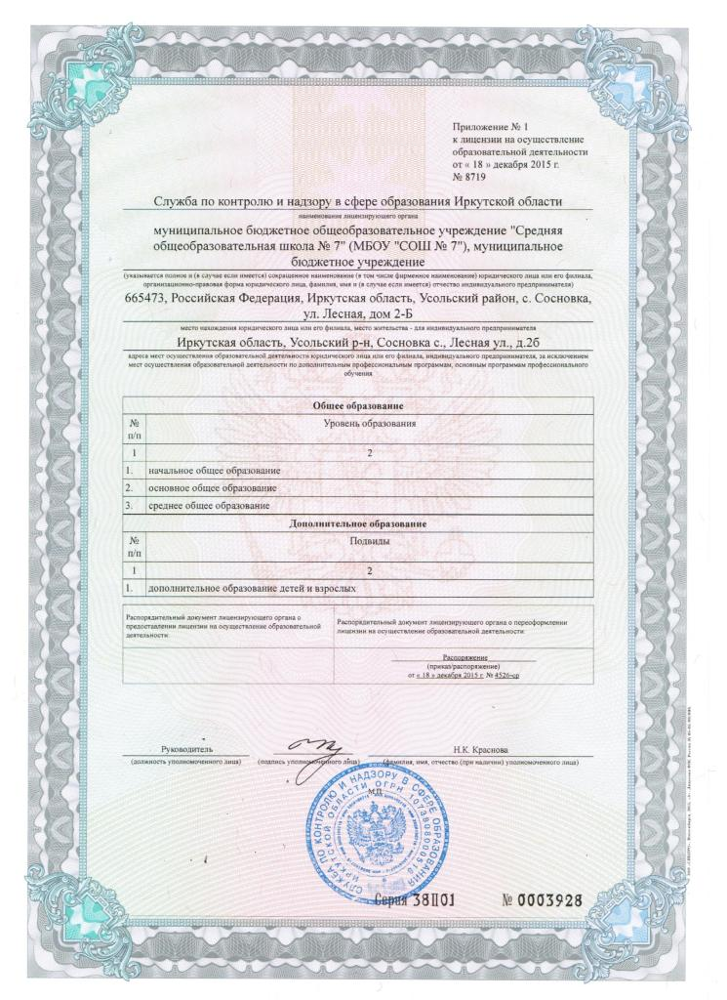 Приложение № 1
к лицензии на осуществление
образовательной деятельности
от « 18 » декабря 2015 г.
№ 8719
Служба по контролю и надзору в сфере образования Иркутской области
наименования лицензирующего органа
муниципальное бюджетное общеобразовательное учреждение "Средняя
общеобразовательная школа № 7" (МБОУ "СОШ № 7"), муниципальное
бюджетное учреждение
(указывается полное и (в случае если имеется) сокращенное наименование (в том числе фирменное наименование) юридического лица или его филиала,
организационно-правовая форма юридического лица, фамилия, имя и (в случае если имеется) отчество индивидуального предпринимателя)
665473, Российская Федерация, Иркутская область, Усольский район, с. Сосновка,
ул. Лесная, дом 2-Б
место нахождения юридического лица или его филиала, место жительства - для индивидуального предпринимателя
Иркутская область, Усольский р-н, Сосновка с., Лесная ул., д.2б
адреса мест осуществления образовательной деятельности юридического лица или его филиала, индивидуального предпринимателя, за исключением
мест осуществления образовательной деятельности по дополнительным профессиональным программам, основным программам профессионального
обучения
Общее образование
№ п/п Уровень образования
1 2
1. начальное общее образование
2. основное общее образование
3. среднее общее образование
Дополнительное образование
№ п/п Подвиды
1 2
1. дополнительное образование детей и взрослых
Распорядительный документ лицензирующего органа о
предоставлении лицензии на осуществление образовательной
деятельности:
Распорядительный документ лицензирующего органа о переоформлении
лицензии на осуществление образовательной деятельности:
Распоряжение
(приказ/распоряжение)
от « 18 » декабря 2015 г. № 4526-ср
Руководитель
(должность уполномоченного лица)
(подпись уполномоченного лица)
Н.К. Краснова
(фамилия, имя, отчество (при наличии) уполномоченного лица)
М.П.
СЛУЖБА ПО КОНТРОЛЮ И НАДЗОРУ В СФЕРЕ ОБРАЗОВАНИЯ
ИРКУТСКОЙ ОБЛАСТИ ОГРН 1073808000518
Серия 38П01 № 0003928